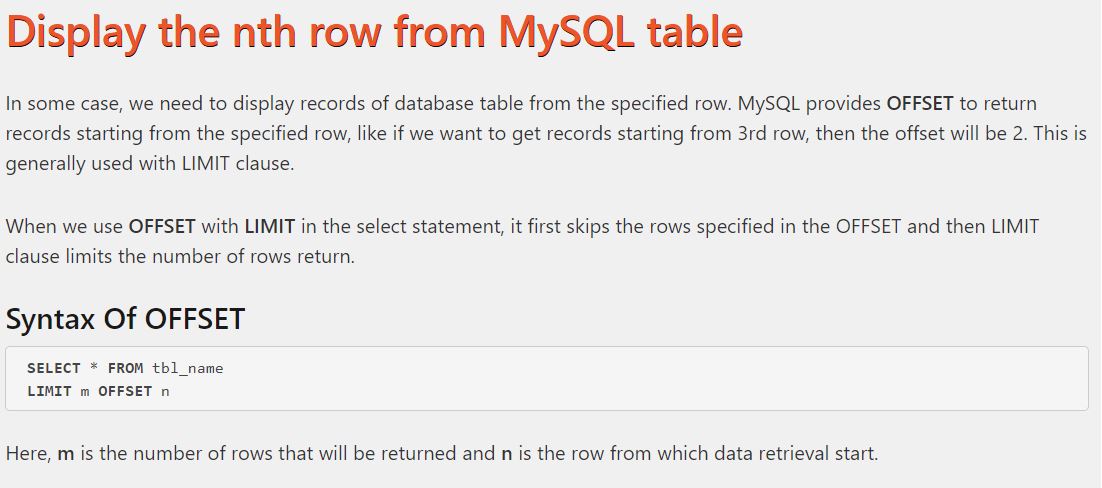 Display the nth row from MySQL table
In some case, we need to display records of database table from the specified row. MySQL provides OFFSET to return
records starting from the specified row, like if we want to get records starting from 3rd row, then the offset will be 2. This is
generally used with LIMIT clause.
When we use OFFSET with LIMIT in the select statement, it first skips the rows specified in the OFFSET and then LIMIT
clause limits the number of rows return.
Syntax Of OFFSET
SELECT * FROM tbl_name
LIMIT m OFFSET n
Here, m is the number of rows that will be returned and n is the row from which data retrieval start.